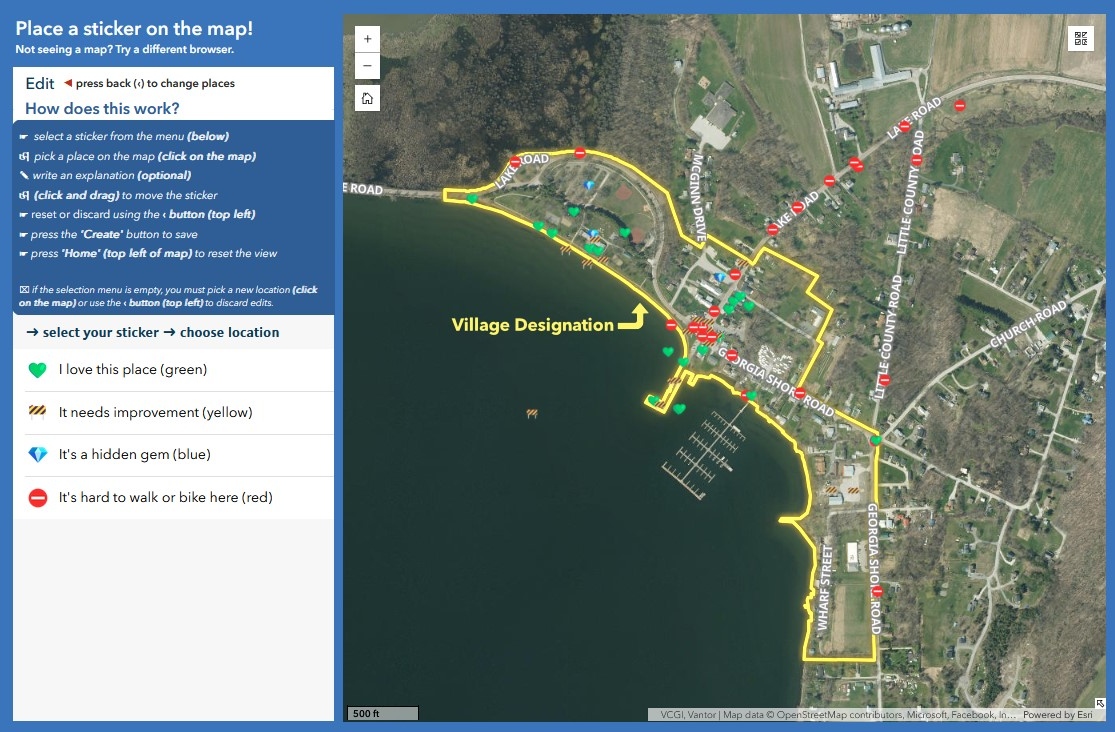 Place a sticker on the map!
Not seeing a map? Try a different browser.
Edit ◄ press back (‹) to change places
How does this work?
☛ select a sticker from the menu (below)
pick a place on the map (click on the map)
✎ write an explanation (optional)
(click and drag) to move the sticker
☛ reset or discard using the ‹ button (top left)
☛ press the "Create" button to save
☛ press 'Home' (top left of map) to reset the view
☒ if the selection menu is empty, you must pick a new location (click
on the map) or use the ‹ button (top left) to discard edits.
→ select your sticker → choose location
I love this place (green)
It needs improvement (yellow)
It's a hidden gem (blue)
It's hard to walk or bike here (red)
+
−
LAKE ROAD
LAKE ROAD
E ROAD
MCGINN DRIVE
LITTLE COUNTY ROAD
AKE ROAD
Village Designation
LITTLE COUNTY ROAD
CHURCH ROAD
GEORGIA SHORE ROAD
GEORGIA SHORE ROAD
WHARF STREET
500 ft
VCGI, Vantor | Map data © OpenStreetMap contributors, Microsoft, Facebook, In... Powered by Esri